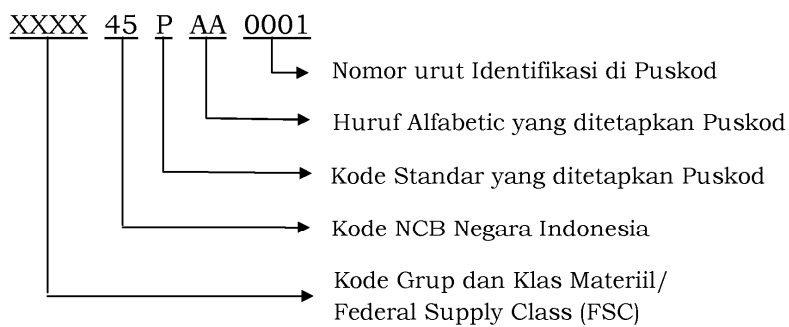 XXXX 45 P AA 0001
Nomor urut Identifikasi di Puskod
Huruf Alfabetic yang ditetapkan Puskod
Kode Standar yang ditetapkan Puskod
Kode NCB Negara Indonesia
Kode Grup dan Klas Materiil/
Federal Supply Class (FSC)